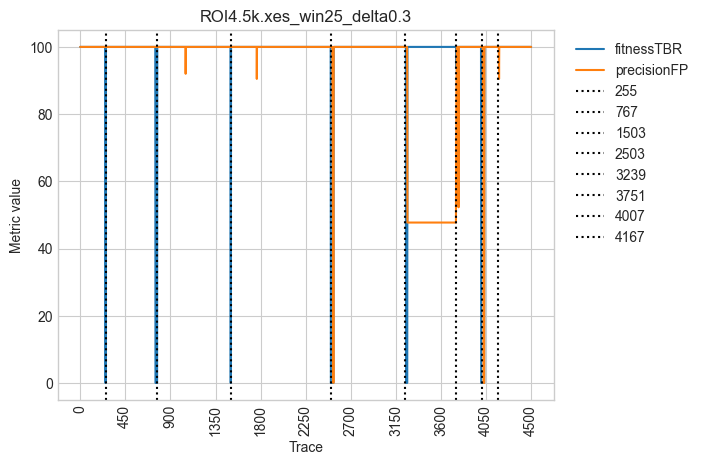 ROI4.5k.xes_win25_delta0.3
fitnessTBR
precisionFP
255
767
1503
2503
3239
3751
4007
4167
Metric value
100
80
60
40
20
0
0 450 900 1350 1800 2250 2700 3150 3600 4050 4500
Trace